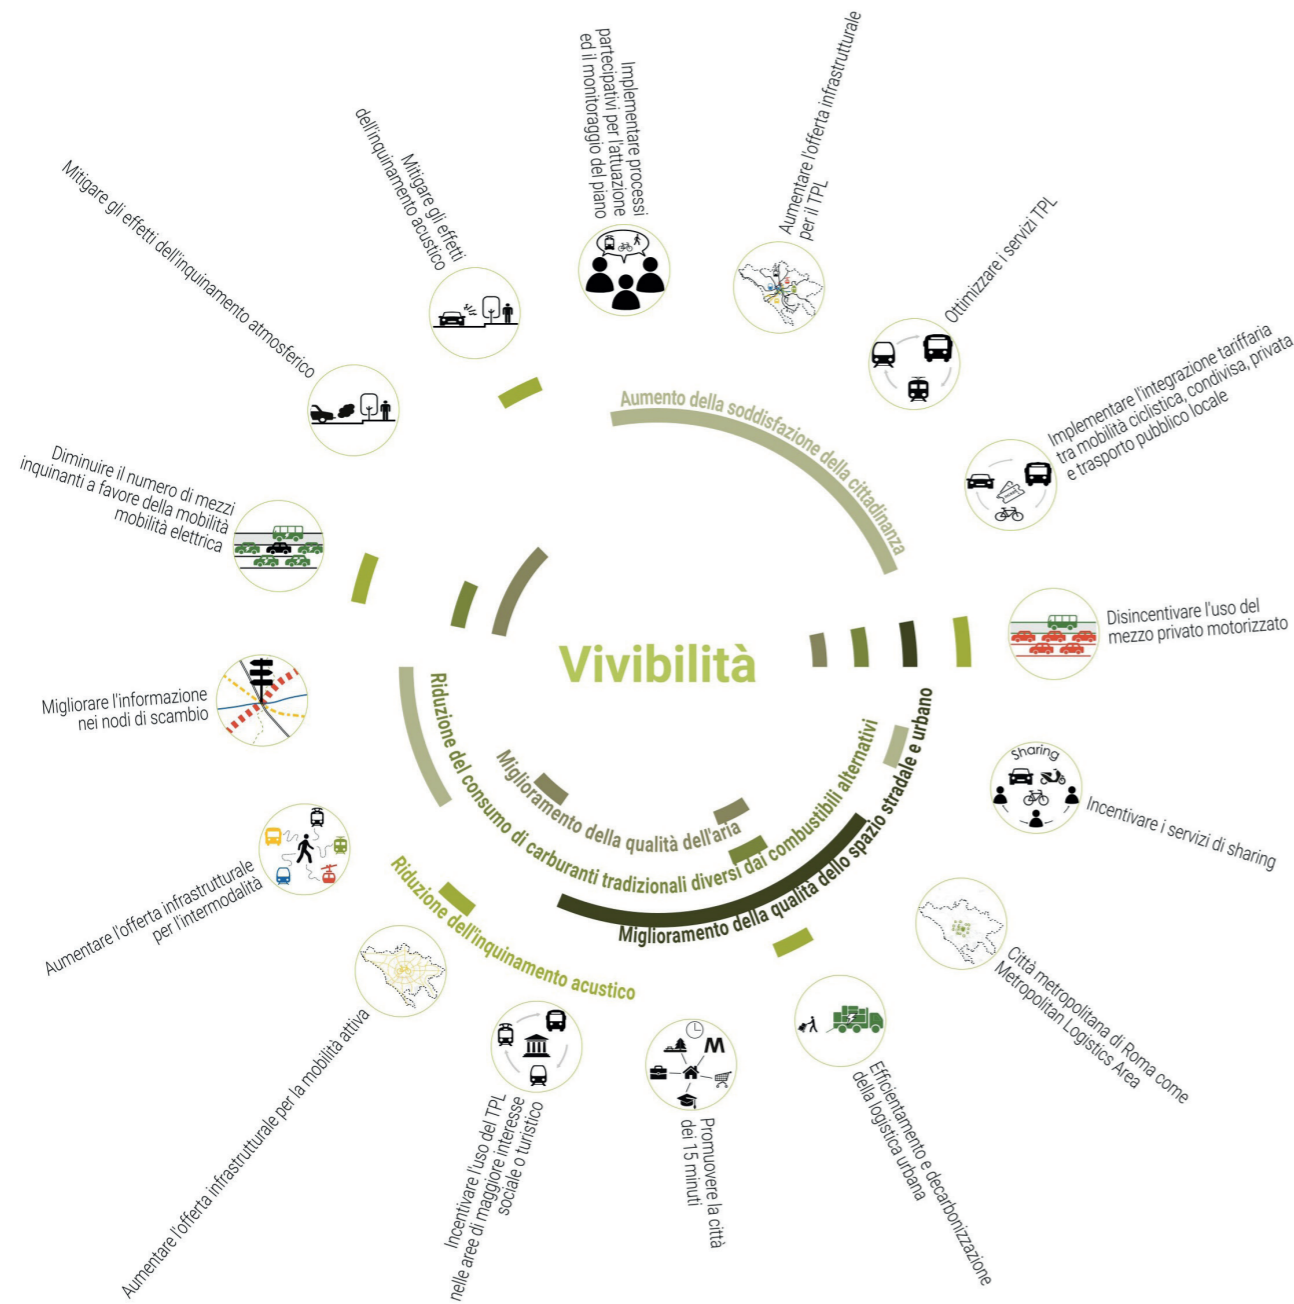 Vivibilità
Aumento della soddisfazione della cittadinanza
Riduzione del consumo di carburanti tradizionali diversi dai combustibili alternativi
Miglioramento della qualità dell'aria
Miglioramento della qualità dello spazio stradale e urbano
Riduzione dell'inquinamento acustico
Implementare processi
partecipativi per l'attuazione
ed il monitoraggio del piano
Aumentare l'offerta infrastrutturale
per il TPL
Ottimizzare i servizi TPL
Implementare l'integrazione tariffaria
tra mobilità ciclistica, condivisa, privata
e trasporto pubblico locale
Disincentivare l'uso del
mezzo privato motorizzato
Sharing
Incentivare i servizi di sharing
Città metropolitana di Roma come
Metropolitan Logistics Area
Efficientamento e decarbonizzazione
della logistica urbana
M
Promuovere la città
dei 15 minuti
Incentivare l'uso del TPL
nelle aree di maggiore interesse
sociale o turistico
Aumentare l'offerta infrastrutturale per la mobilità attiva
Aumentare l'offerta infrastrutturale
per l'intermodalità
Migliorare l'informazione
nei nodi di scambio
Diminuire il numero di mezzi
inquinanti a favore della mobilità
mobilità elettrica
Mitigare gli effetti dell'inquinamento atmosferico
Mitigare gli effetti
dell'inquinamento acustico